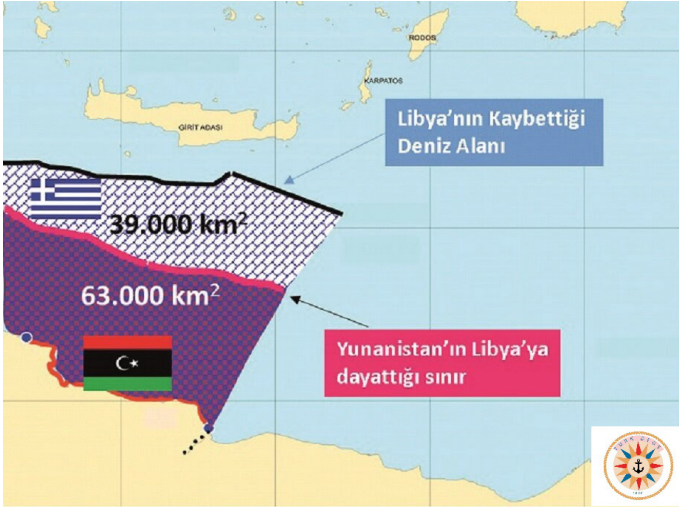 RODOS
KARPATOS
GİRİT ADASI
Libya’nın Kaybettiği
Deniz Alanı
39.000 km²
63.000 km²
Yunanistan’ın Libya’ya
dayattığı sınır